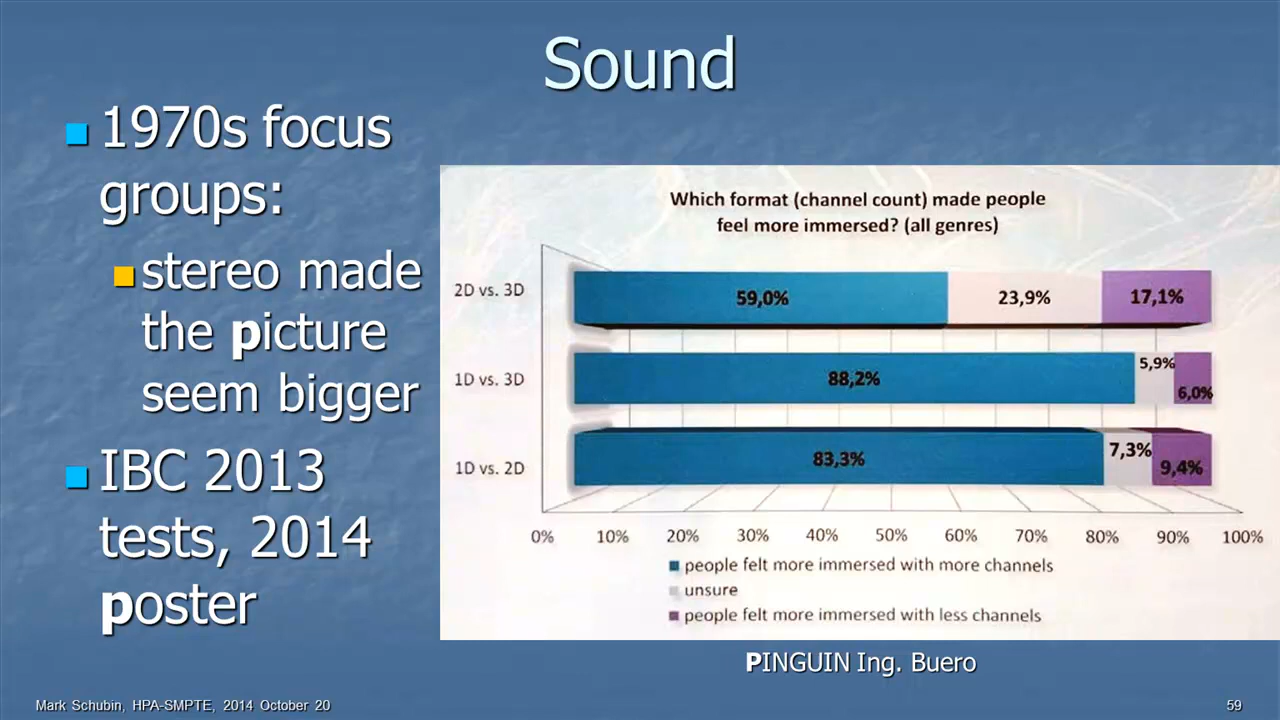 Sound
1970s focus
groups:
stereo made
the picture
seem bigger
IBC 2013
tests, 2014
poster
Which format (channel count) made people
feel more immersed? (all genres)
2D vs. 3D
59,0%
23,9%
17,1%
1D vs. 3D
88,2%
5,9%
6,0%
1D vs. 2D
83,3%
7,3%
9,4%
0% 10% 20% 30% 40% 50% 60% 70% 80% 90% 100%
people felt more immersed with more channels
unsure
people felt more immersed with less channels
PINGUIN Ing. Buero
Mark Schubin, HPA-SMPTE, 2014 October 20
59